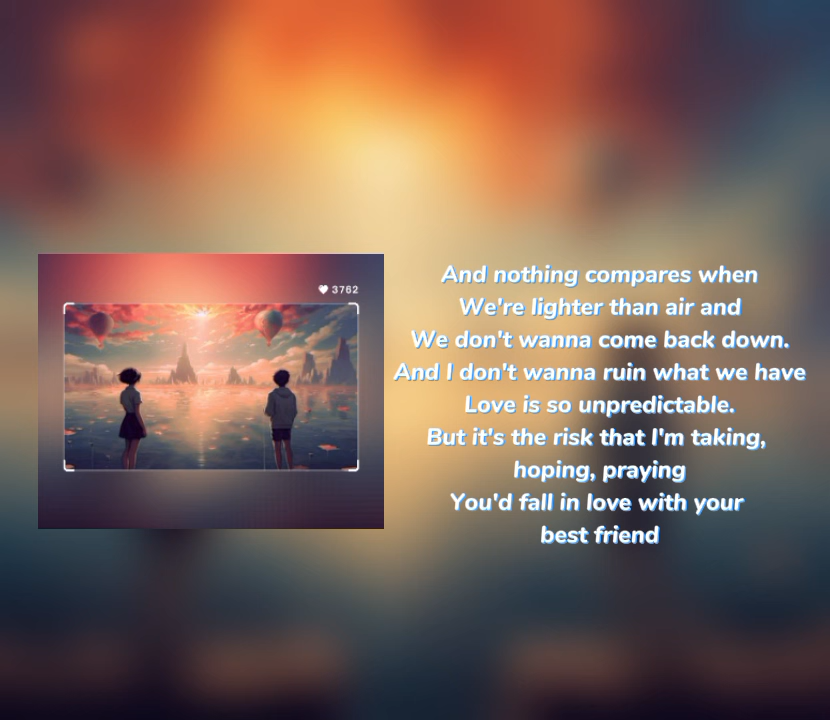 3762
And nothing compares when
We're lighter than air and
We don't wanna come back down.
And I don't wanna ruin what we have
Love is so unpredictable.
But it's the risk that I'm taking,
hoping, praying
You'd fall in love with your
best friend